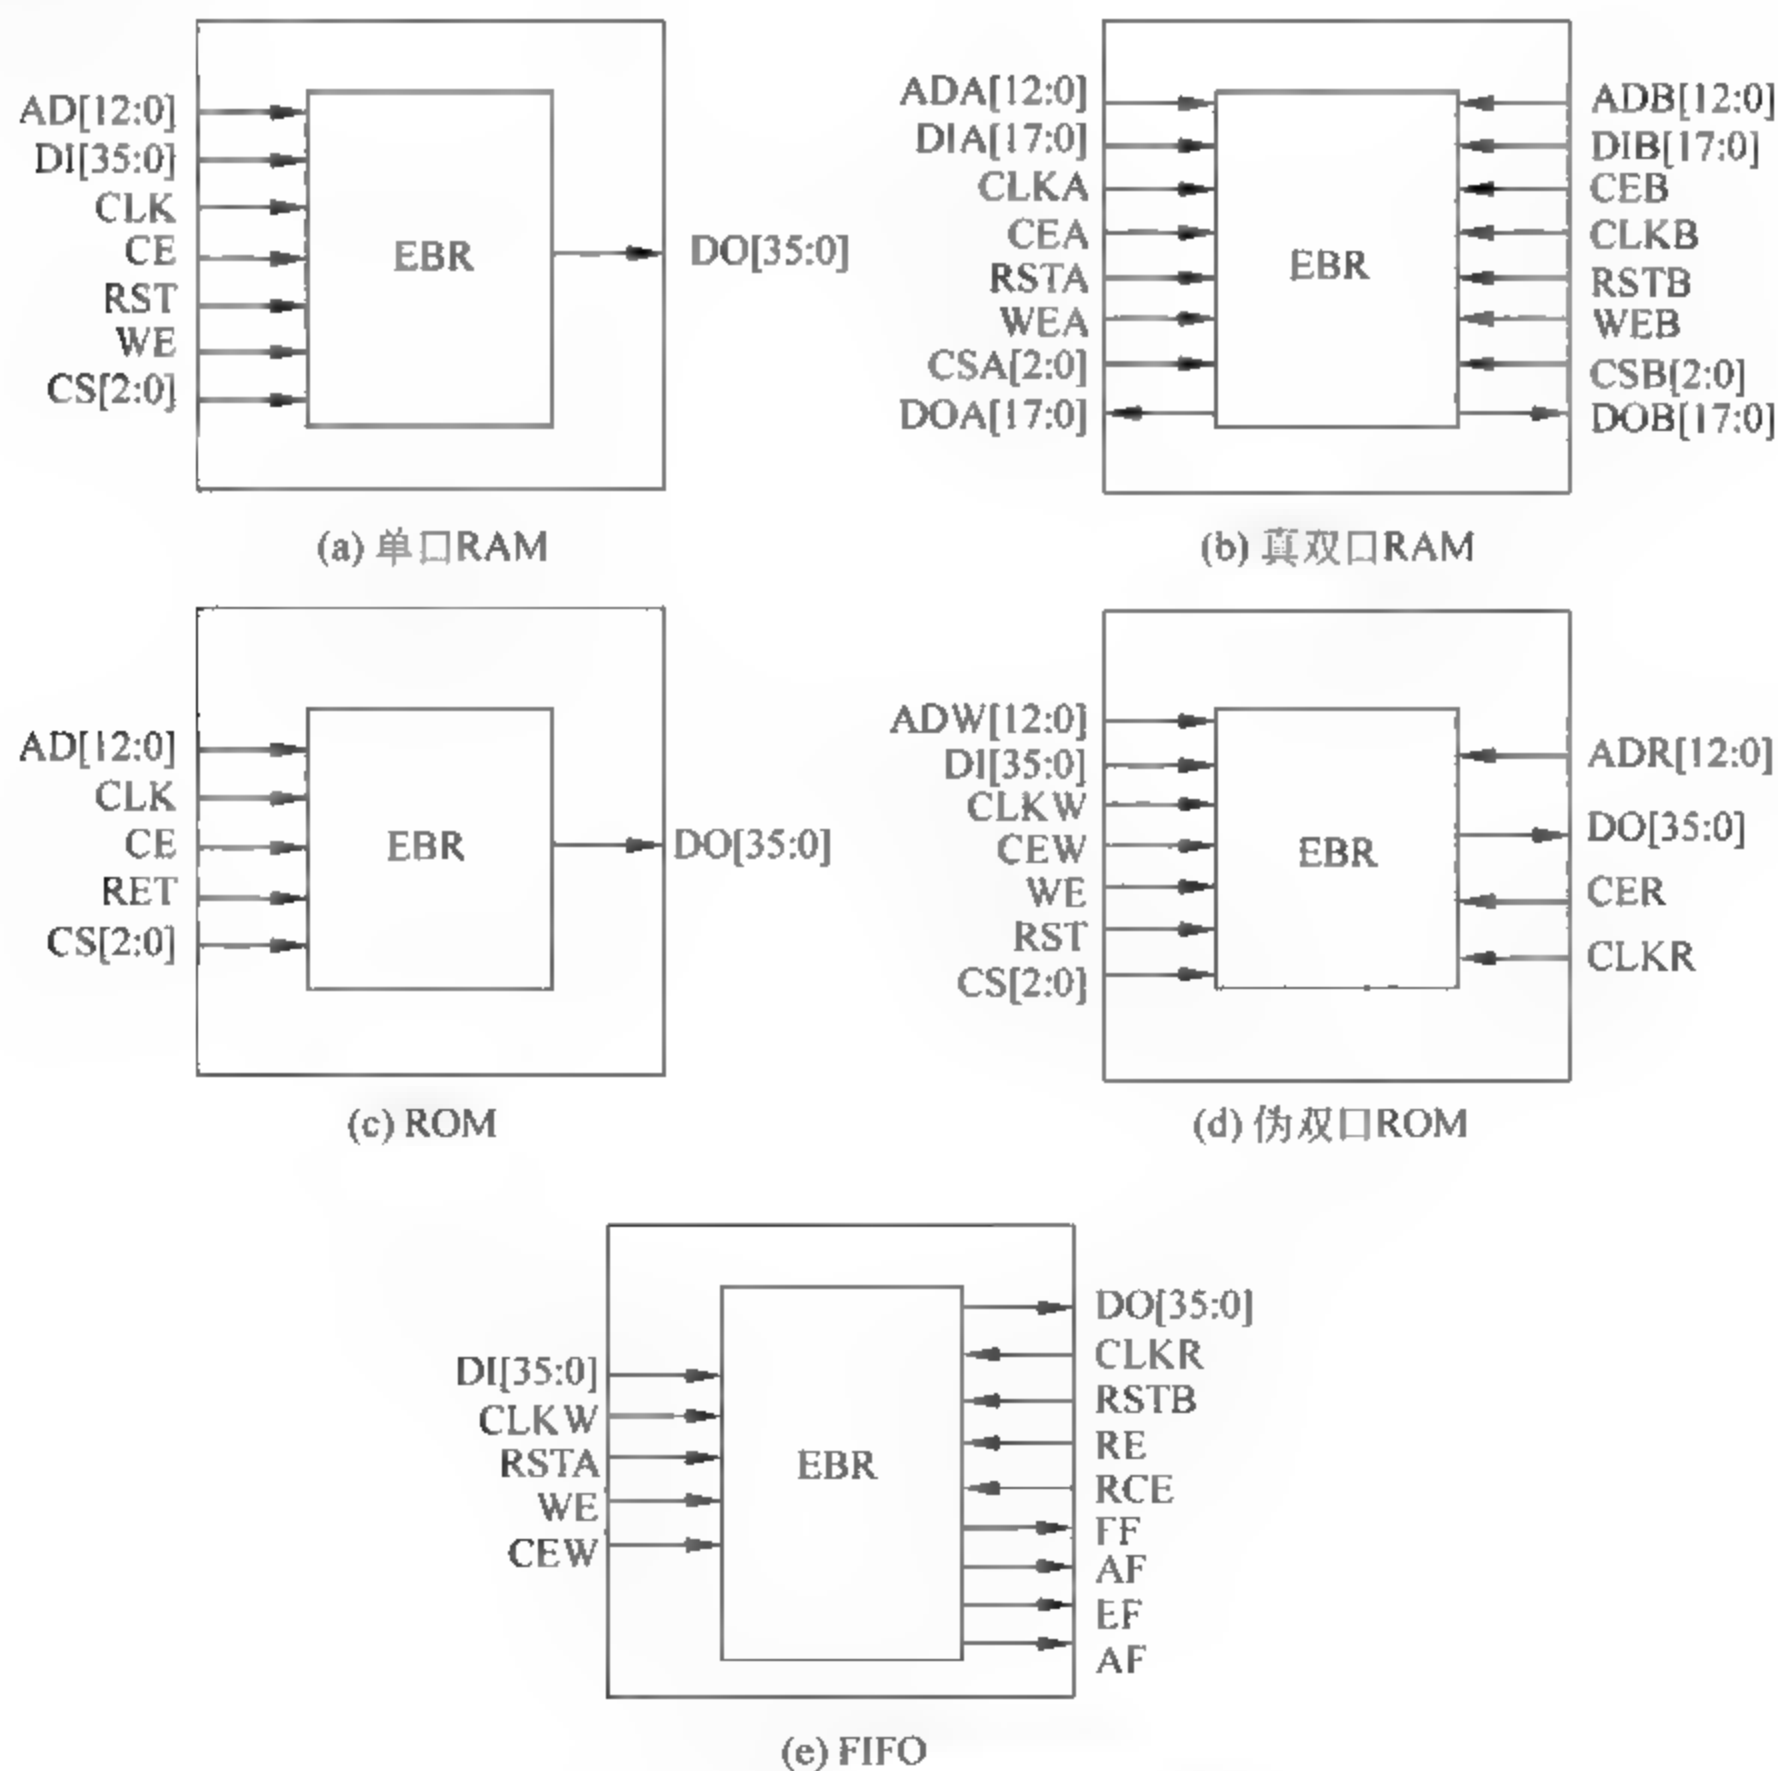 AD[12:0]
DI[35:0]
CLK
CE
RST
WE
CS[2:0]
EBR
DO[35:0]
(a) 单口RAM
ADA[12:0]
DIA[17:0]
CLKA
CEA
RSTA
WEA
CSA[2:0]
DOA[17:0]
EBR
ADB[12:0]
DIB[17:0]
CEB
CLKB
RSTB
WEB
CSB[2:0]
DOB[17:0]
(b) 真双口RAM
AD[12:0]
CLK
CE
RET
CS[2:0]
EBR
DO[35:0]
(c) ROM
ADW[12:0]
DI[35:0]
CLKW
CEW
WE
RST
CS[2:0]
EBR
ADR[12:0]
DO[35:0]
CER
CLKR
(d) 伪双口ROM
DI[35:0]
CLKW
RSTA
WE
CEW
EBR
DO[35:0]
CLKR
RSTB
RE
RCE
FF
AF
EF
AF
(e) FIFO